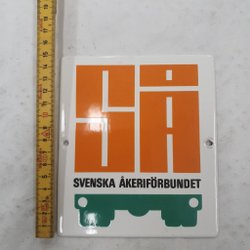 SÅ
SVENSKA ÅKERIFÖRBUNDET